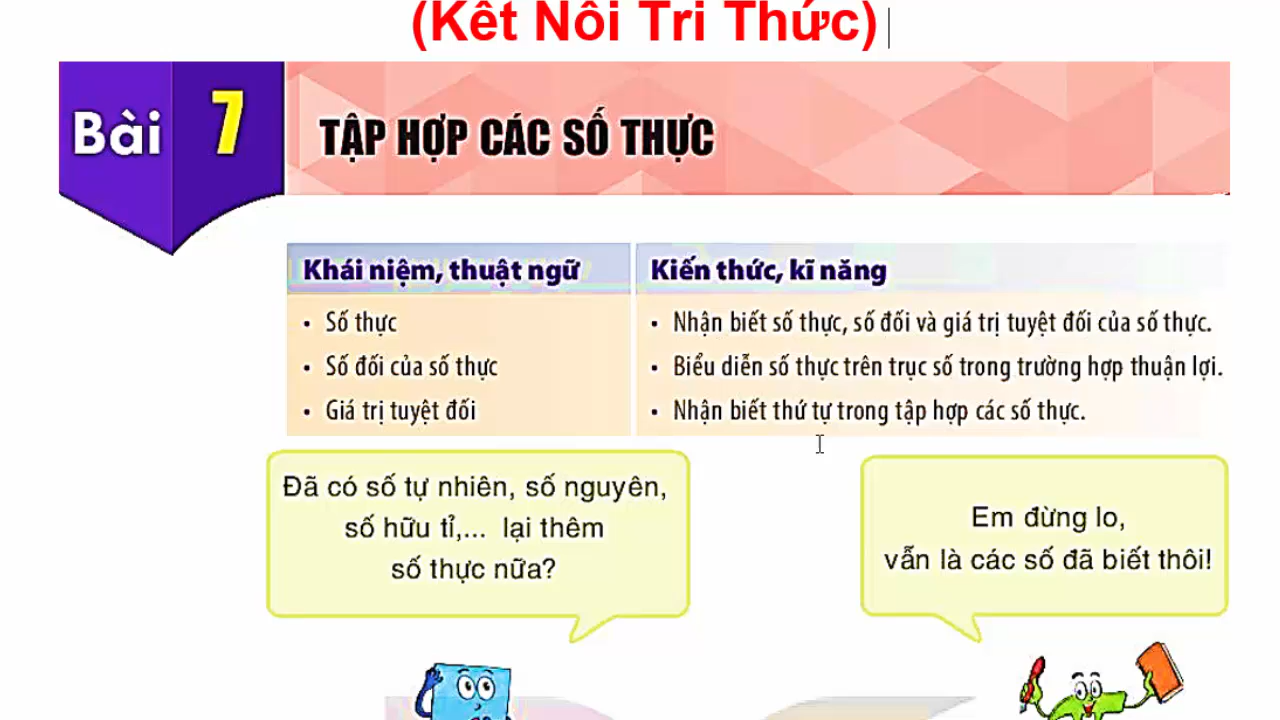 (Kết Nối Tri Thức)
Bài 7
TẬP HỢP CÁC SỐ THỰC
Khái niệm, thuật ngữ
• Số thực
• Số đối của số thực
• Giá trị tuyệt đối
Kiến thức, kĩ năng
• Nhận biết số thực, số đối và giá trị tuyệt đối của số thực.
• Biểu diễn số thực trên trục số trong trường hợp thuận lợi.
• Nhận biết thứ tự trong tập hợp các số thực.
Đã có số tự nhiên, số nguyên,
số hữu tỉ,... lại thêm
số thực nữa?
Em đừng lo,
vẫn là các số đã biết thôi!